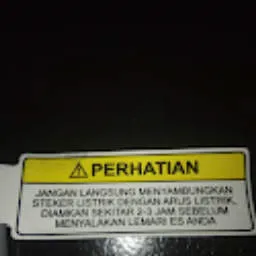 ⚠ PERHATIAN
JANGAN LANGSUNG MENYAMBUNGKAN
STEKER LISTRIK DENGAN ARUS LISTRIK,
DIAMKAN SEKITAR 2-3 JAM SEBELUM
MENYALAKAN LEMARI ES ANDA